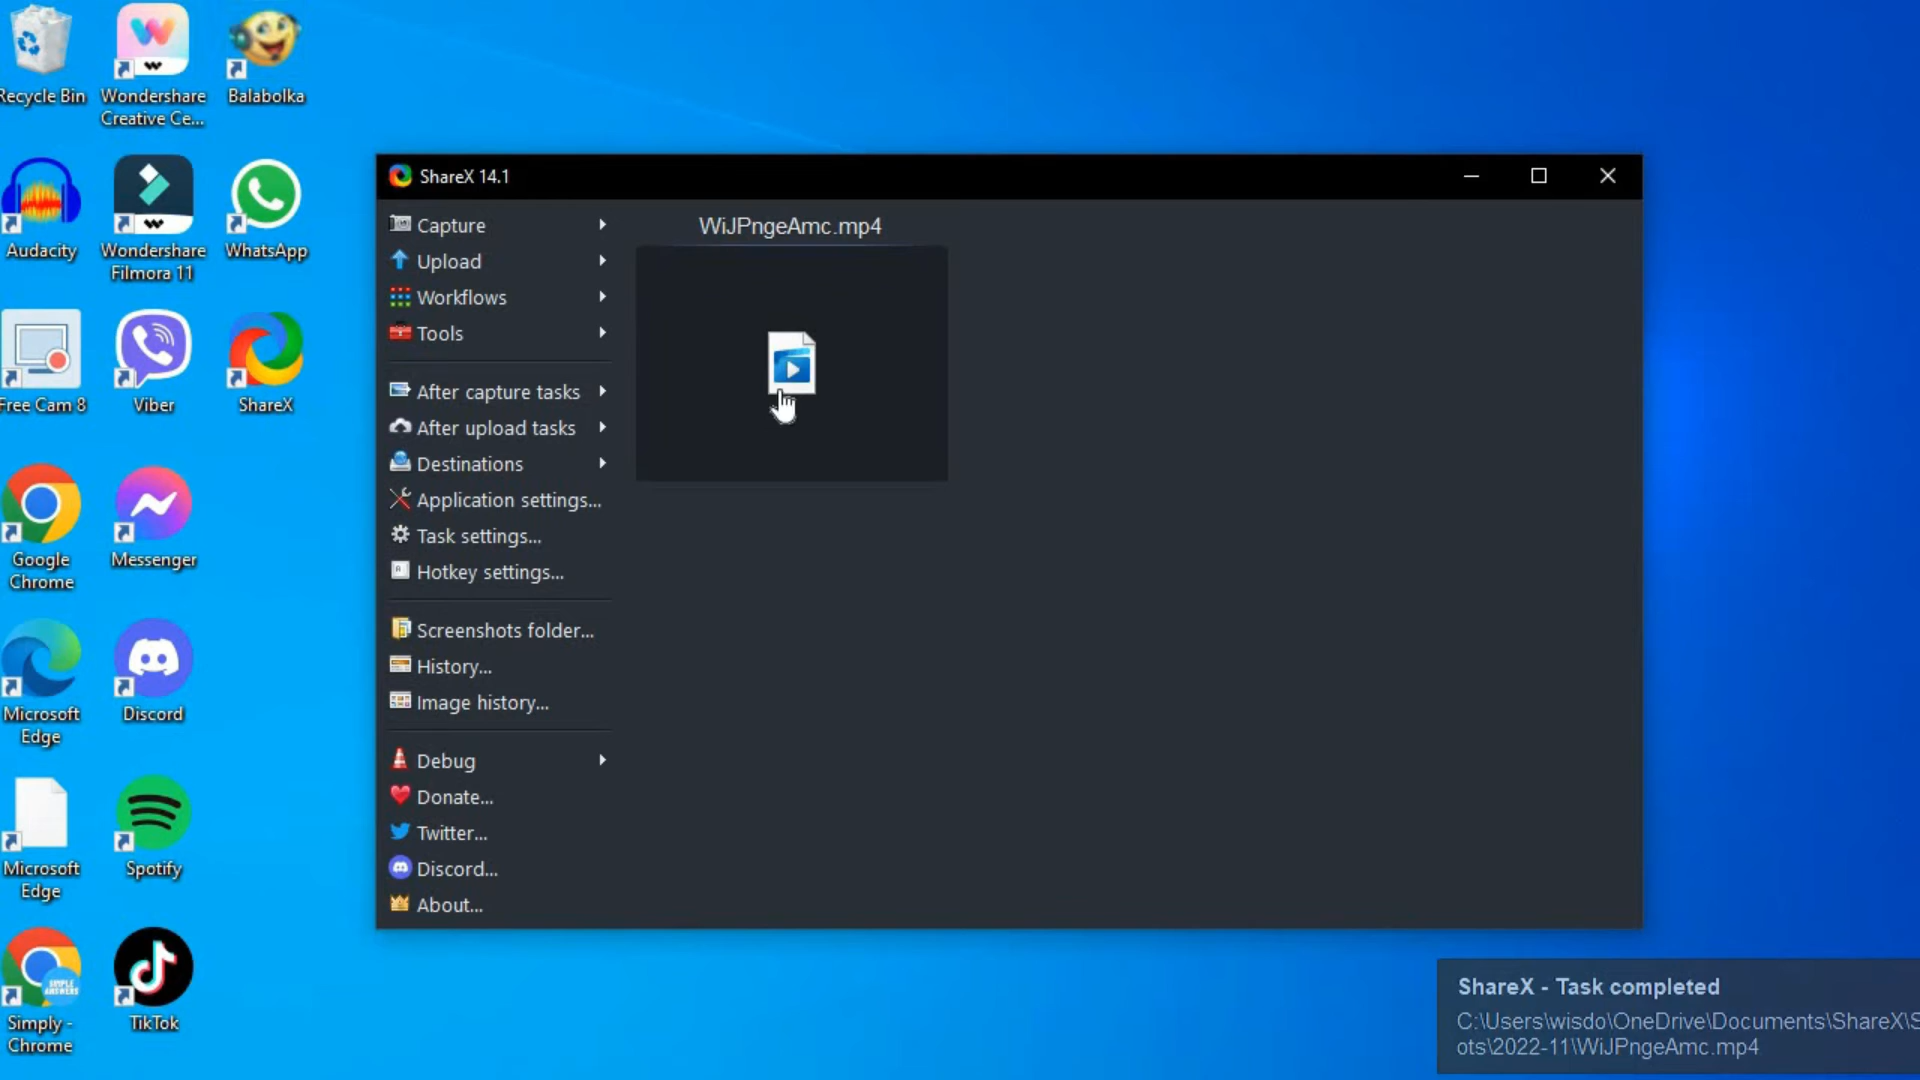 Recycle Bin
Wondershare
Creative Ce...
Balabolka
Audacity
Wondershare
Filmora 11
WhatsApp
Free Cam 8
Viber
ShareX
Google
Chrome
Messenger
Microsoft
Edge
Discord
Microsoft
Edge
Spotify
SIMPLE
ANSWERS
Simply -
Chrome
TikTok
ShareX 14.1
Capture
Upload
Workflows
Tools
After capture tasks
After upload tasks
Destinations
Application settings...
Task settings...
Hotkey settings...
Screenshots folder...
History...
Image history...
Debug
Donate...
Twitter...
Discord...
About...
WiJPngeAmc.mp4
ShareX - Task completed
C:\Users\wisdo\OneDrive\Documents\ShareX\S
ots\2022-11\WiJPngeAmc.mp4